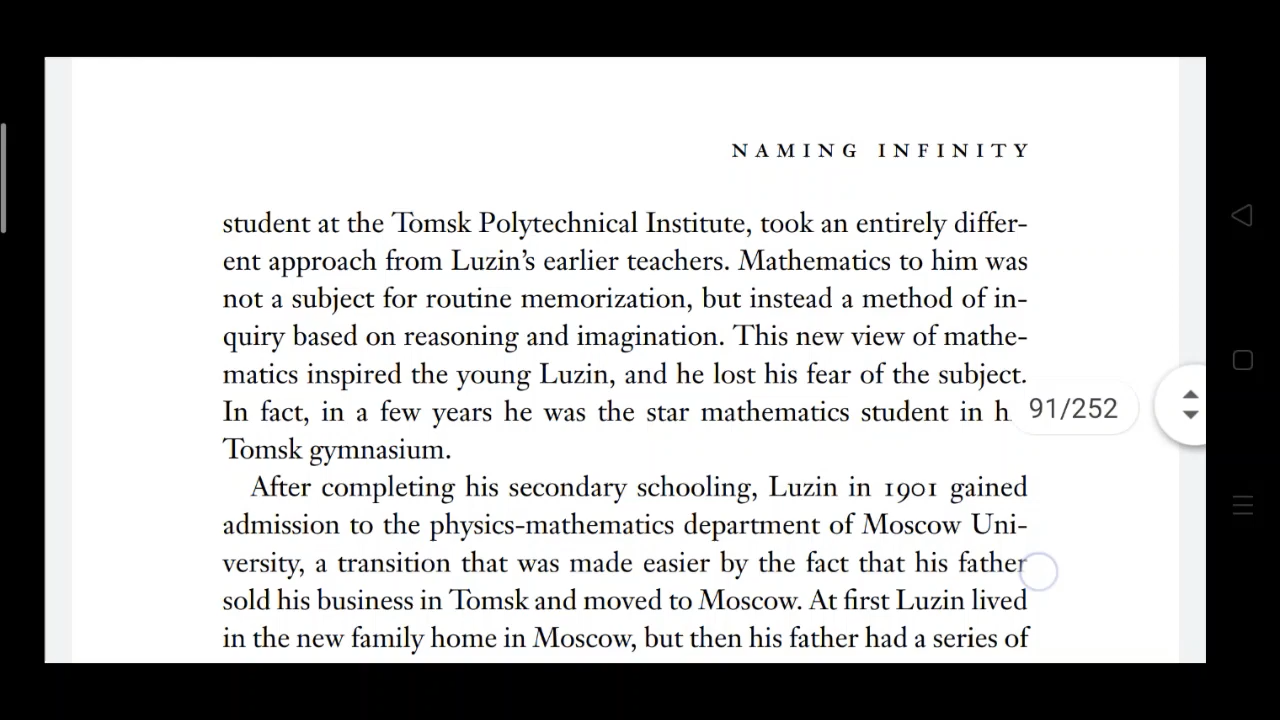 NAMING INFINITY
student at the Tomsk Polytechnical Institute, took an entirely differ-
ent approach from Luzin's earlier teachers. Mathematics to him was
not a subject for routine memorization, but instead a method of in-
quiry based on reasoning and imagination. This new view of mathe-
matics inspired the young Luzin, and he lost his fear of the subject.
In fact, in a few years he was the star mathematics student in h
91/252
Tomsk gymnasium.
After completing his secondary schooling, Luzin in 1901 gained
admission to the physics-mathematics department of Moscow Uni-
versity, a transition that was made easier by the fact that his father
sold his business in Tomsk and moved to Moscow. At first Luzin lived
in the new family home in Moscow, but then his father had a series of